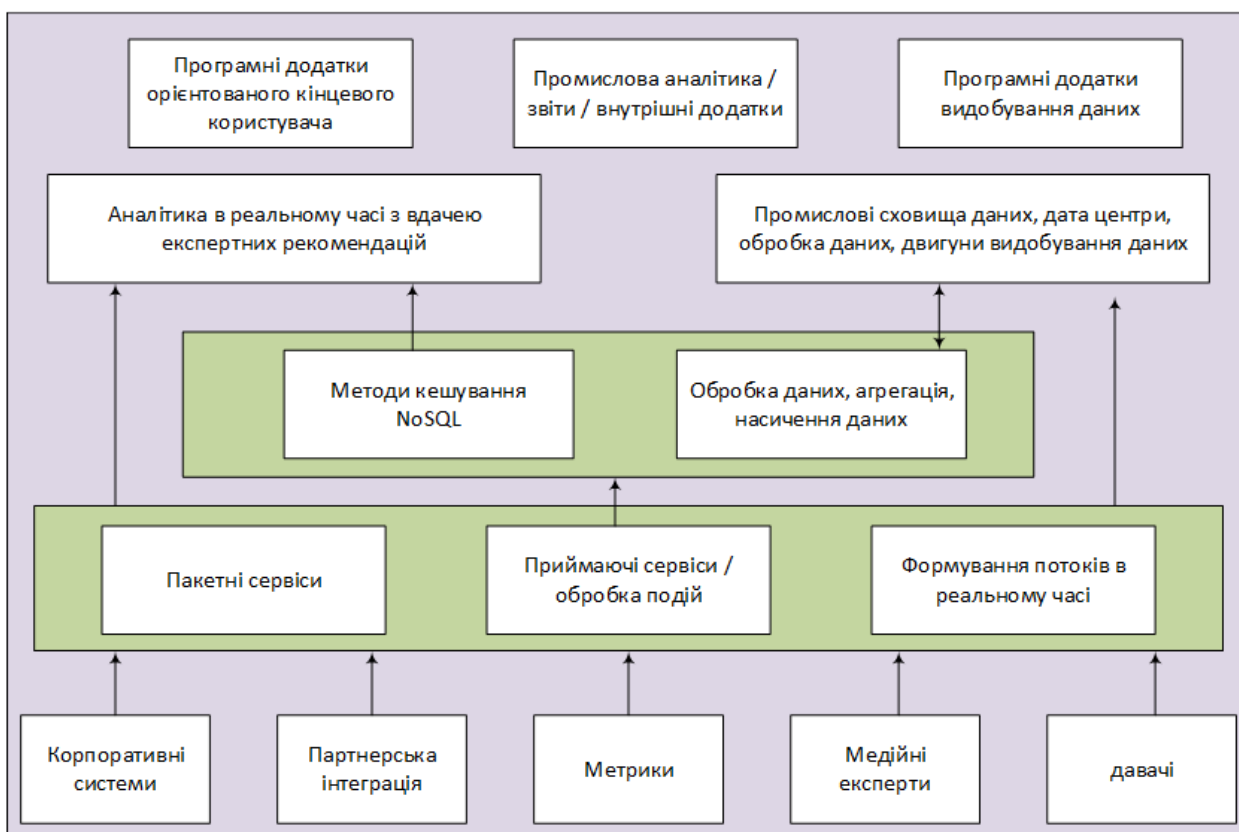 Програмні додатки
орієнтованого кінцевого
користувача
Промислова аналітика /
звіти / внутрішні додатки
Програмні додатки
видобування даних
Аналітика в реальному часі з вдачею
експертних рекомендацій
Промислові сховища даних, дата центри,
обробка даних, двигуни видобування даних
Методи кешування
NoSQL
Обробка даних, агрегація,
насичення даних
Пакетні сервіси
Приймаючі сервіси /
обробка подій
Формування потоків в
реальному часі
Корпоративні
системи
Партнерська
інтеграція
Метрики
Медійні
експерти
давачі